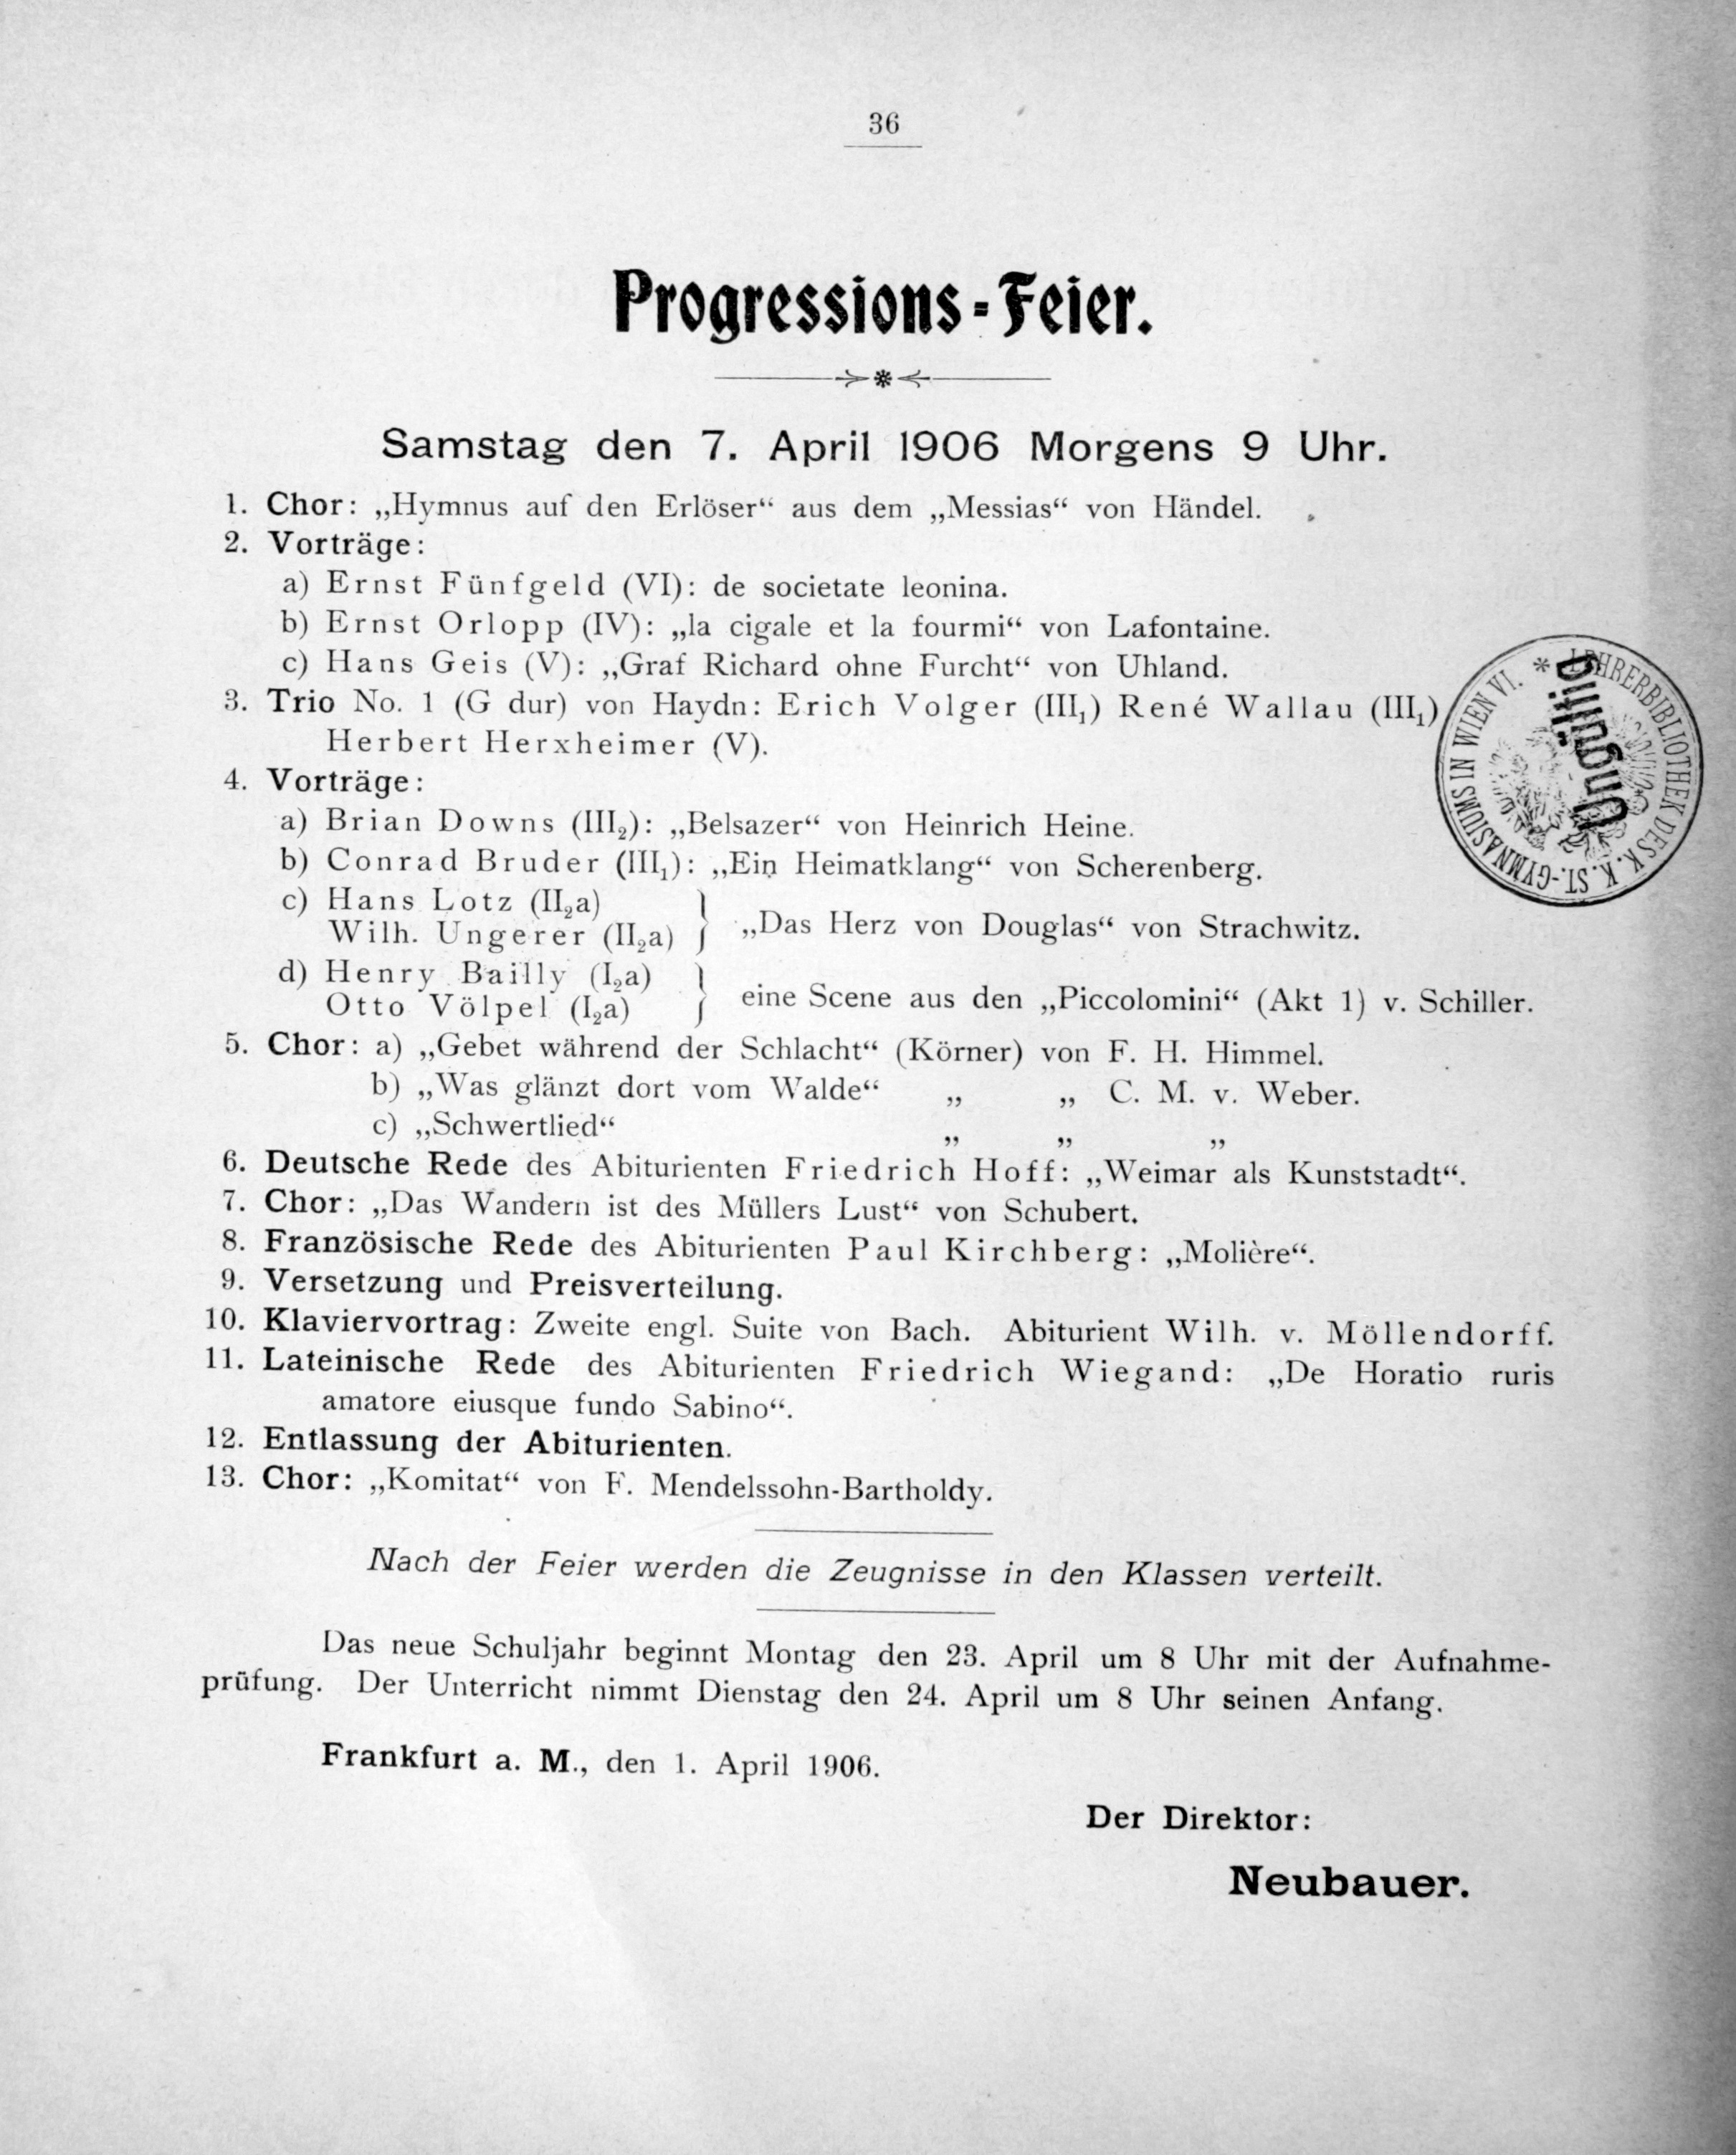 36
Progressions-Feier.
Samstag den 7. April 1906 Morgens 9 Uhr.
1. Chor: „Hymnus auf den Erlöser“ aus dem „Messias“ von Händel.
2. Vorträge:
a) Ernst Fünfgeld (VI): de societate leonina.
b) Ernst Orlopp (IV): „la cigale et la fourmi“ von Lafontaine.
c) Hans Geis (V): „Graf Richard ohne Furcht“ von Uhland.
3. Trio No. 1 (G dur) von Haydn: Erich Volger (III₁) René Wallau (III₁)
Herbert Herxheimer (V).
4. Vorträge:
a) Brian Downs (III₂): „Belsazer“ von Heinrich Heine.
b) Conrad Bruder (III₁): „Ein Heimatklang“ von Scherenberg.
c) Hans Lotz (II₂a)
Wilh. Ungerer (II₂a) } „Das Herz von Douglas“ von Strachwitz.
d) Henry Bailly (I₂a)
Otto Völpel (I₂a) } eine Scene aus den „Piccolomini“ (Akt 1) v. Schiller.
5. Chor: a) „Gebet während der Schlacht“ (Körner) von F. H. Himmel.
b) „Was glänzt dort vom Walde“ „ „ C. M. v. Weber.
c) „Schwertlied“ „ „ „
6. Deutsche Rede des Abiturienten Friedrich Hoff: „Weimar als Kunststadt“.
7. Chor: „Das Wandern ist des Müllers Lust“ von Schubert.
8. Französische Rede des Abiturienten Paul Kirchberg: „Molière“.
9. Versetzung und Preisverteilung.
10. Klaviervortrag: Zweite engl. Suite von Bach. Abiturient Wilh. v. Möllendorff.
11. Lateinische Rede des Abiturienten Friedrich Wiegand: „De Horatio ruris
amatore eiusque fundo Sabino“.
12. Entlassung der Abiturienten.
13. Chor: „Komitat“ von F. Mendelssohn-Bartholdy.
Nach der Feier werden die Zeugnisse in den Klassen verteilt.
Das neue Schuljahr beginnt Montag den 23. April um 8 Uhr mit der Aufnahme-
prüfung. Der Unterricht nimmt Dienstag den 24. April um 8 Uhr seinen Anfang.
Frankfurt a. M., den 1. April 1906.
Der Direktor:
Neubauer.
* LEHRERBIBLIOTHEK DES K. K. ST.-GYMNASIUMS IN WIEN VI.
Ungültig